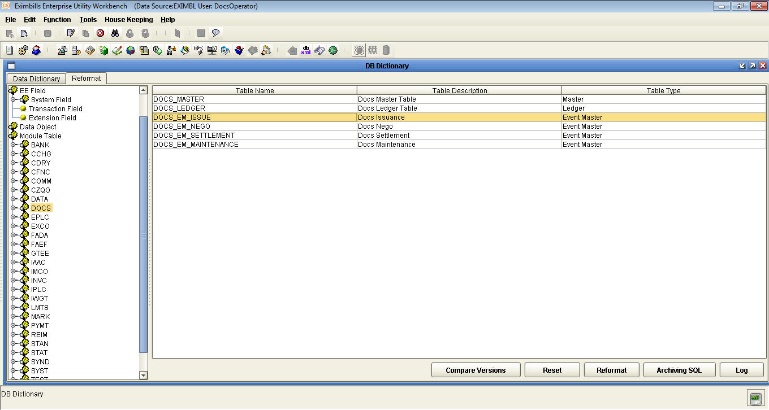 Eximbills Enterprise Utility Workbench (Data Source:EXIMBL User: DocsOperator)
File Edit Function Tools House Keeping Help
DB Dictionary
Data Dictionary Reformat
EE Field
System Field
Transaction Field
Extension Field
Data Object
Module Table
BANK
CCHG
CDRY
CFNC
COMM
CZQO
DATA
DOCS
EPLC
EXCO
FADA
FAEF
GTEE
IAAC
IMCO
INVC
IPLC
IWGT
LMTS
MARK
PYMT
REIM
STAN
STAT
SYND
SYST
Table Name Table Description Table Type
DOCS_MASTER Docs Master Table Master
DOCS_LEDGER Docs Ledger Table Ledger
DOCS_EM_ISSUE Docs Issuance Event Master
DOCS_EM_NEGO Docs Nego Event Master
DOCS_EM_SETTLEMENT Docs Settlement Event Master
DOCS_EM_MAINTENANCE Docs Maintenance Event Master
Compare Versions Reset Reformat Archiving SQL Log
DB Dictionary